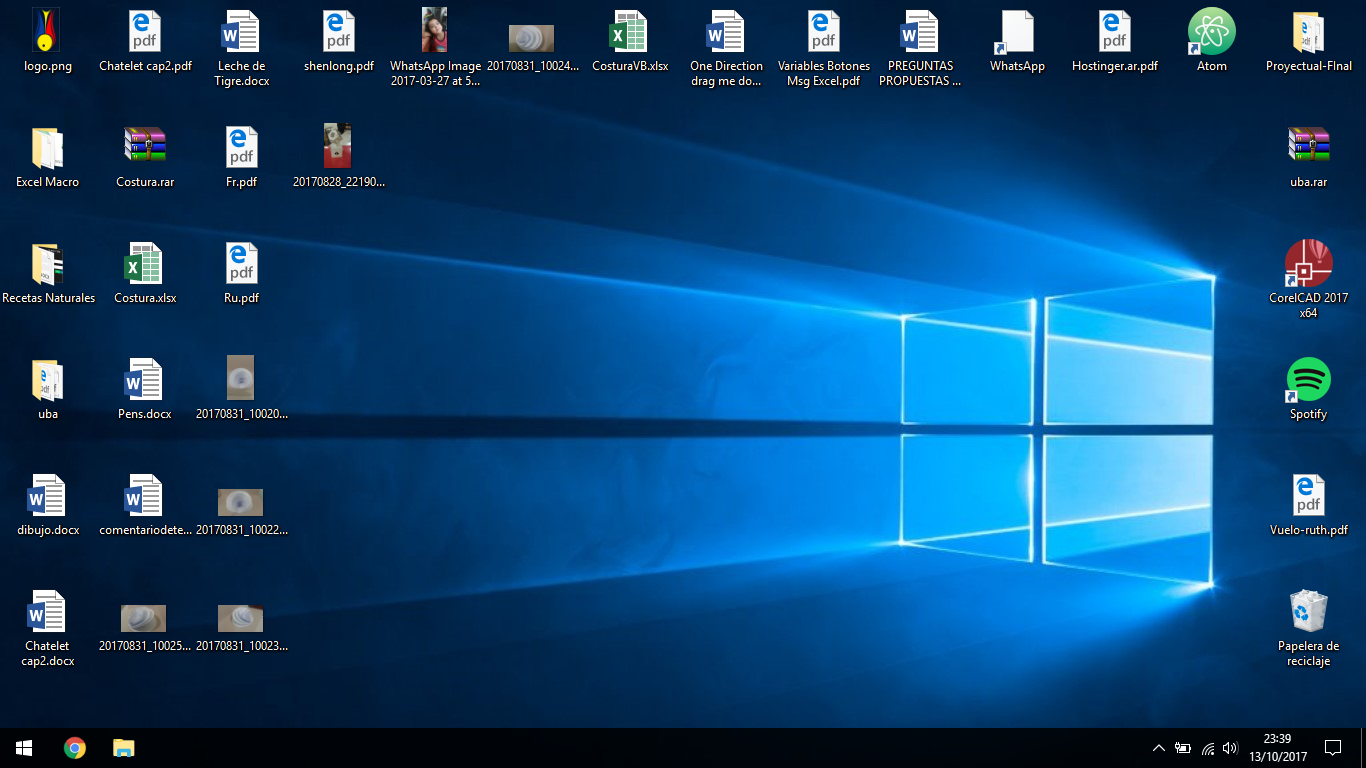 logo.png
Chatelet cap2.pdf
Leche de
Tigre.docx
shenlong.pdf
WhatsApp Image
2017-03-27 at 5...
20170831_10024...
CosturaVB.xlsx
One Direction
drag me do...
Variables Botones
Msg Excel.pdf
PREGUNTAS
PROPUESTAS ...
WhatsApp
Hostinger.ar.pdf
Atom
Proyectual-FInal
Excel Macro
Costura.rar
Fr.pdf
20170828_22190...
uba.rar
Recetas Naturales
Costura.xlsx
Ru.pdf
CorelCAD 2017
x64
uba
Pens.docx
20170831_10020...
Spotify
dibujo.docx
comentariodete...
20170831_10022...
Vuelo-ruth.pdf
Chatelet
cap2.docx
20170831_10025...
20170831_10023...
Papelera de
reciclaje
23:39
13/10/2017